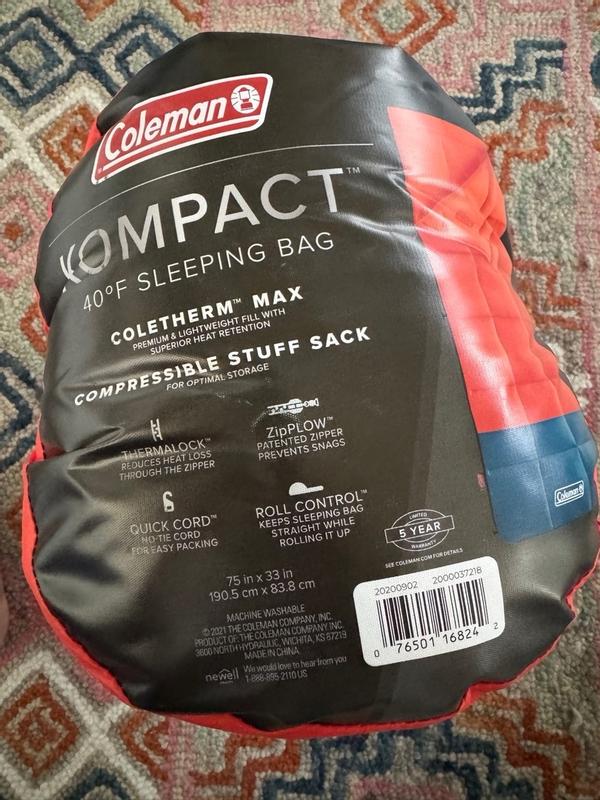 Coleman
KOMPACT™
40°F SLEEPING BAG
COLETHERM™ MAX
PREMIUM & LIGHTWEIGHT FILL WITH
SUPERIOR HEAT RETENTION
COMPRESSIBLE STUFF SACK
FOR OPTIMAL STORAGE
THERMALOCK™
REDUCES HEAT LOSS
THROUGH THE ZIPPER
ZipPLOW™
PATENTED ZIPPER
PREVENTS SNAGS
QUICK CORD™
NO-TIE CORD
FOR EASY PACKING
ROLL CONTROL™
KEEPS SLEEPING BAG
STRAIGHT WHILE
ROLLING IT UP
Coleman
LIMITED
5 YEAR
WARRANTY
SEE COLEMAN.COM FOR DETAILS
75 in x 33 in
190.5 cm x 83.8 cm
20200902 2000037218
0 76501 16824 2
MACHINE WASHABLE
© 2021 THE COLEMAN COMPANY, INC.
PRODUCT OF: THE COLEMAN COMPANY, INC.
3600 NORTH HYDRAULIC, WICHITA, KS 67219
MADE IN CHINA
newell
We would love to hear from you
1-888-895-2110 US